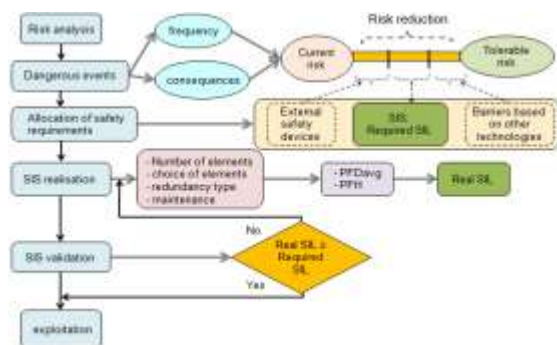 Risk analysis
frequency
Risk reduction
Current
risk
Tolerable
risk
Dangerous events
consequences
Allocation of safety
requirements
External
safety
devices
SIS:
Required SIL
Barriers based
on other
technologies
SIS realisation
- Number of elements
- choice of elements
- redundancy type
- maintenance
- PFDavg
- PFH
Real SIL
No
SIS validation
Real SIL ≥
Required
SIL
Yes
exploitation